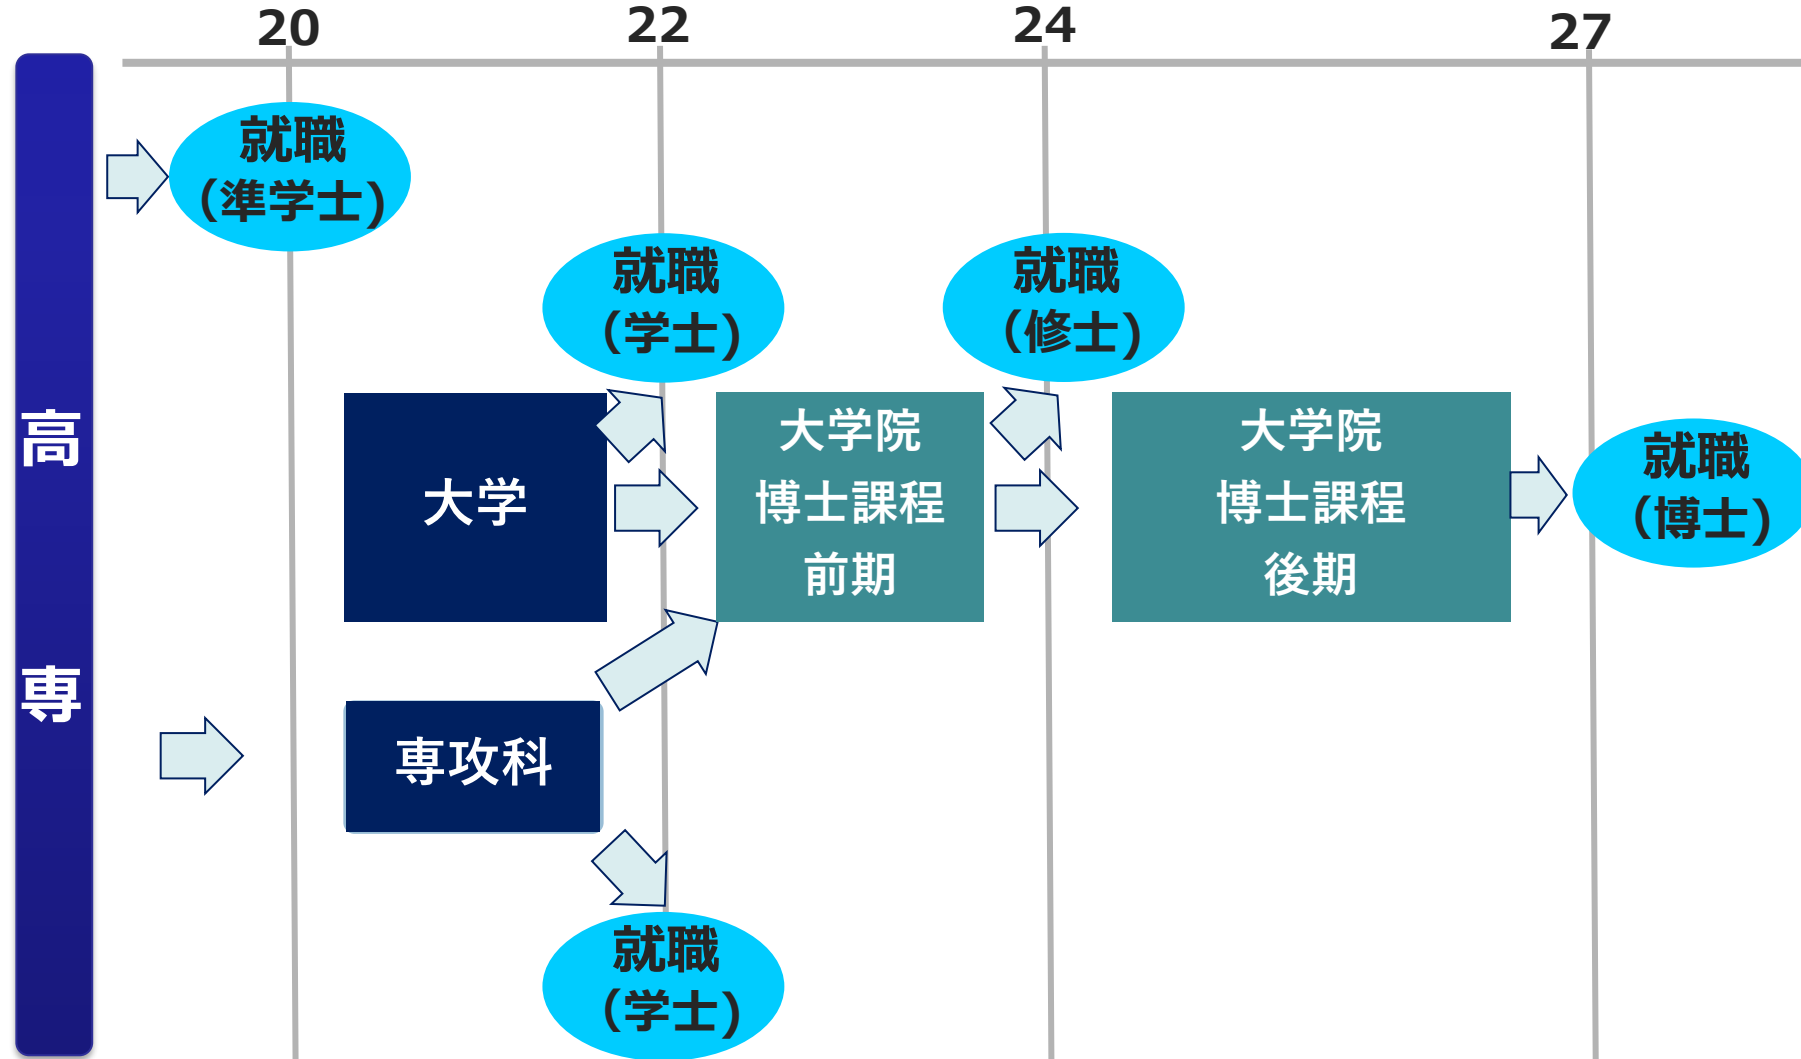 20
22
24
27
高
専
就職
（準学士）
就職
（学士）
就職
（修士）
大学
大学院
博士課程
前期
大学院
博士課程
後期
就職
（博士）
専攻科
就職
（学士）